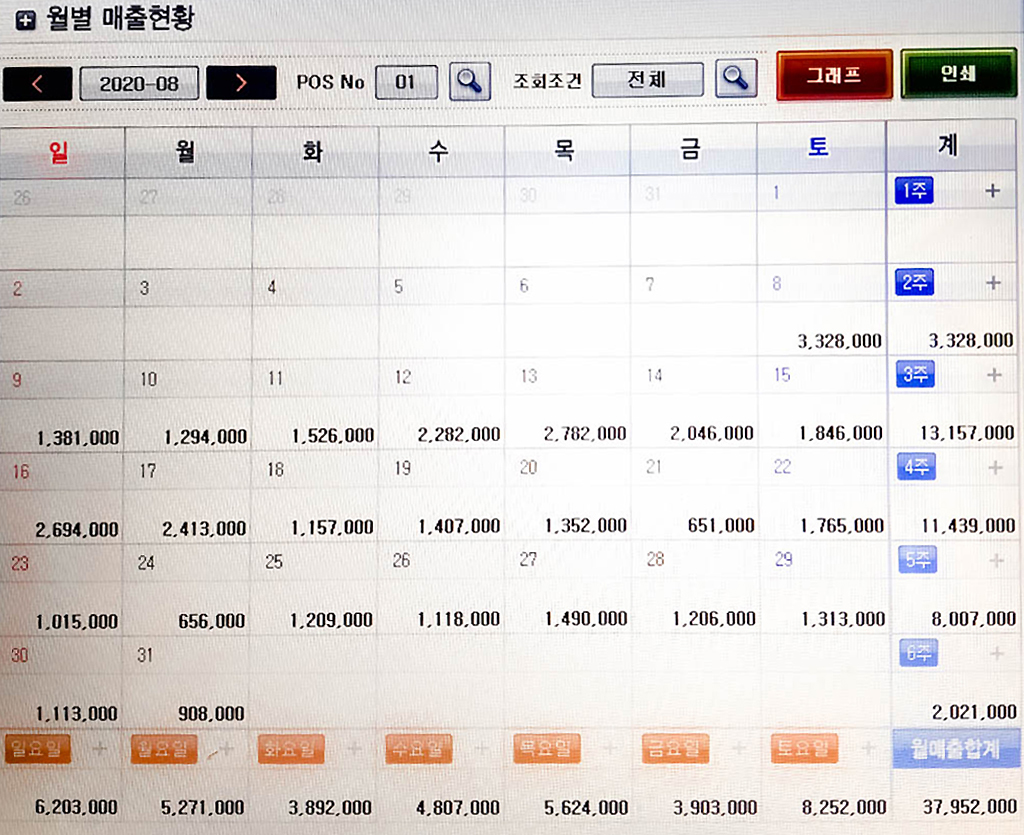 월별 매출현황
< 2020-08 > POS No 01 조회조건 전체 그래프 인쇄
일 월 화 수 목 금 토 계
26 27 28 29 30 31 1 1주 +
2 3 4 5 6 7 8 2주 +
3,328,000 3,328,000
9 10 11 12 13 14 15 3주 +
1,381,000 1,294,000 1,526,000 2,282,000 2,782,000 2,046,000 1,846,000 13,157,000
16 17 18 19 20 21 22 4주 +
2,694,000 2,413,000 1,157,000 1,407,000 1,352,000 651,000 1,765,000 11,439,000
23 24 25 26 27 28 29 5주 +
1,015,000 656,000 1,209,000 1,118,000 1,490,000 1,206,000 1,313,000 8,007,000
30 31 6주 +
1,113,000 908,000 2,021,000
일요일 + 월요일 + 화요일 + 수요일 + 목요일 + 금요일 + 토요일 + 월매출합계
6,203,000 5,271,000 3,892,000 4,807,000 5,624,000 3,903,000 8,252,000 37,952,000